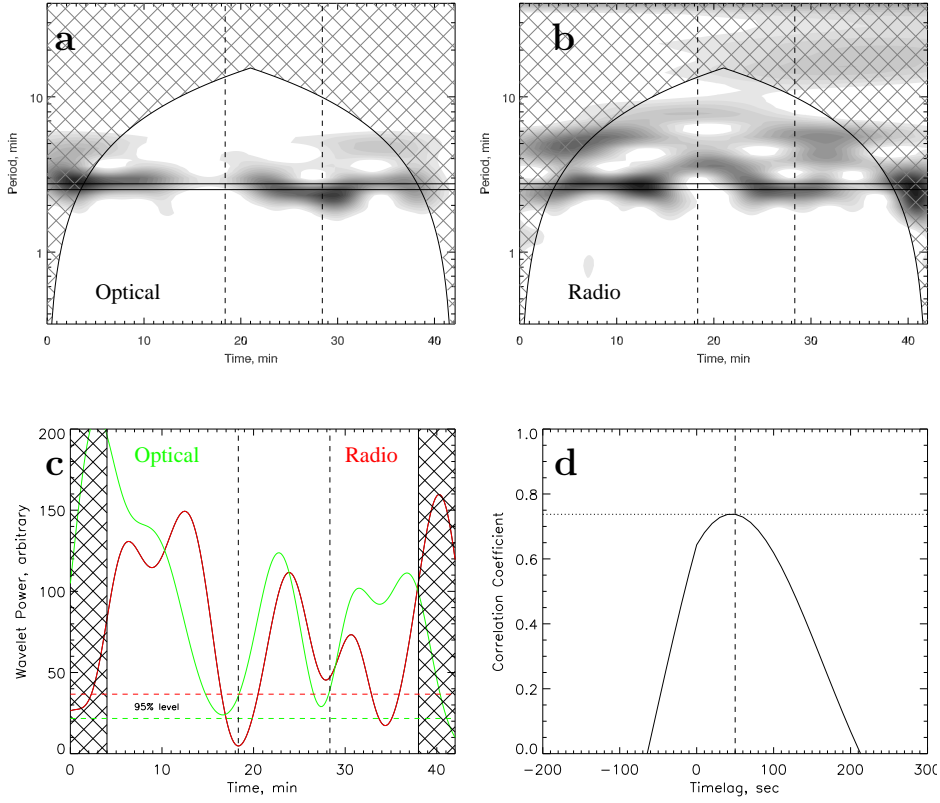 a
Period, min
10
1
Optical
0 10 20 30 40
Time, min
b
Period, min
10
1
Radio
0 10 20 30 40
Time, min
c
Optical
Radio
Wavelet Power, arbitrary
200
150
100
50
0
95% level
0 10 20 30 40
Time, min
d
Correlation Coefficient
1.0
0.8
0.6
0.4
0.2
0.0
-200 -100 0 100 200 300
Timelag, sec